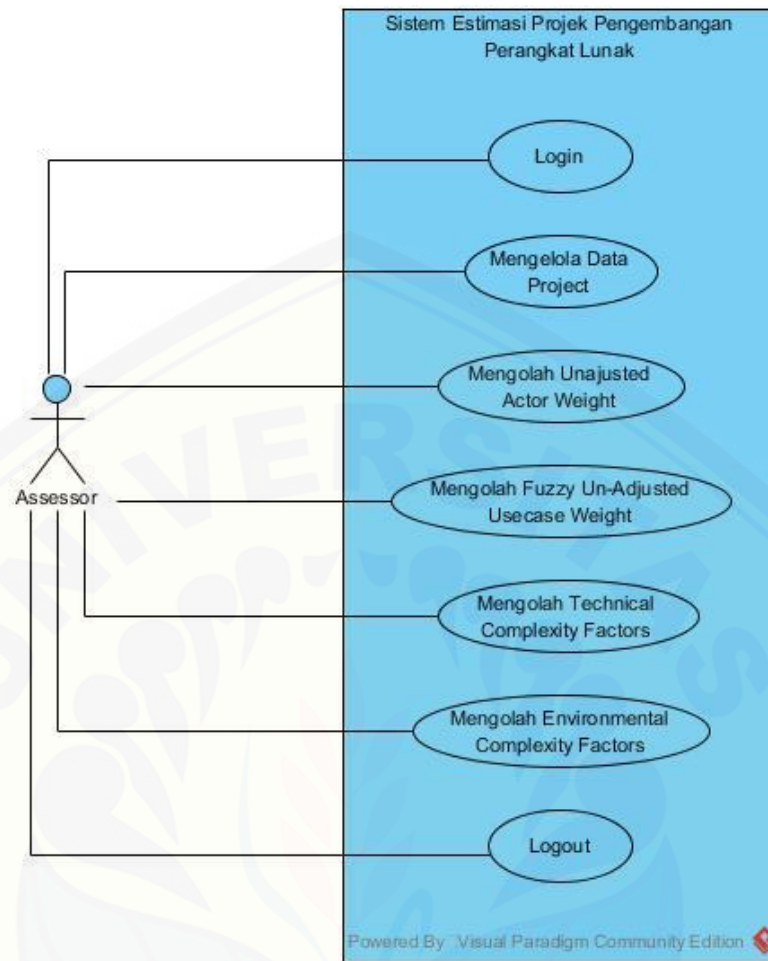 Sistem Estimasi Projek Pengembangan
Perangkat Lunak
Login
Mengelola Data
Project
Mengolah Unajusted
Actor Weight
Assessor
Mengolah Fuzzy Un-Adjusted
Usecase Weight
Mengolah Technical
Complexity Factors
Mengolah Environmental
Complexity Factors
Logout
Powered By Visual Paradigm Community Edition
UNIVERSITAS